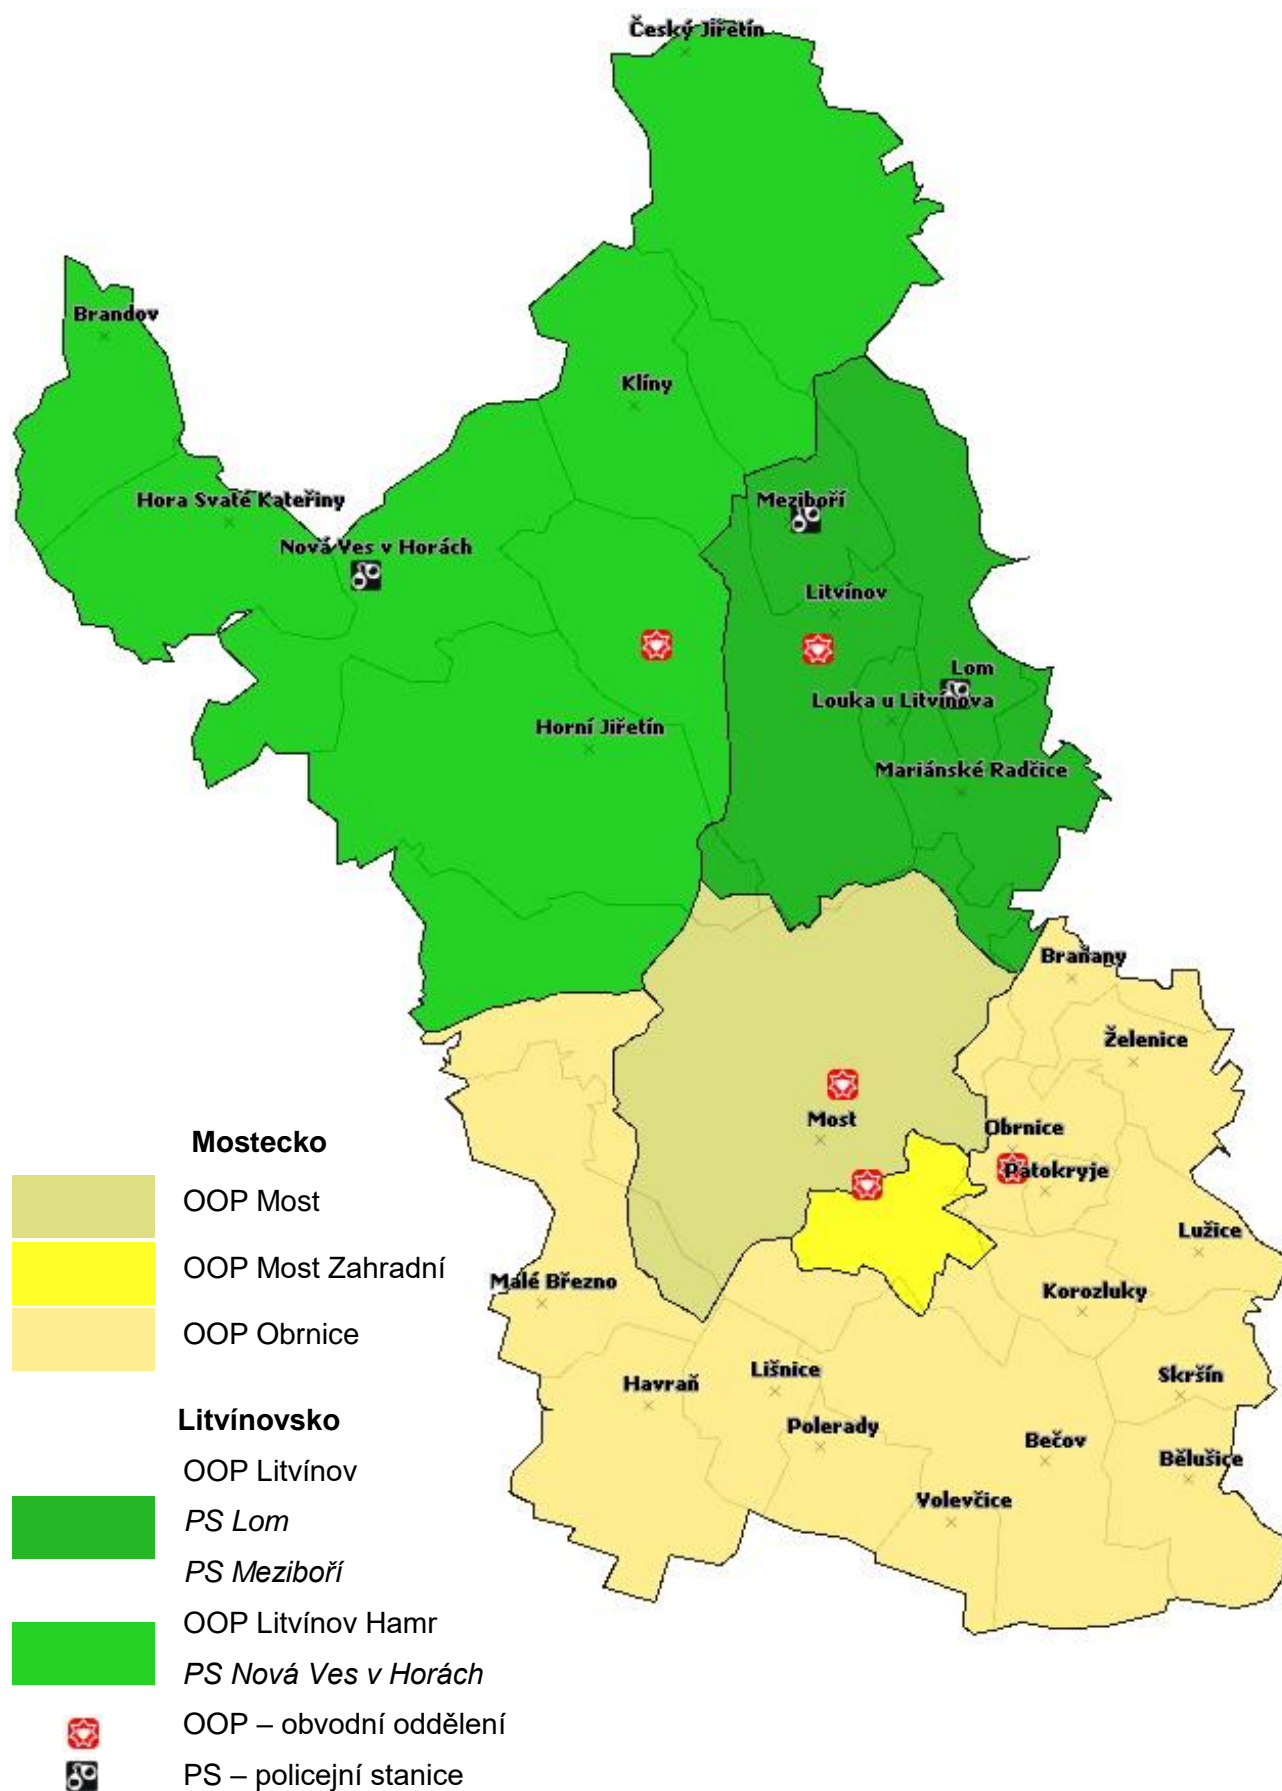 Český Jiřetín
Brandov
Klíny
Hora Svaté Kateřiny
Meziboří
Nová Ves v Horách
Litvínov
Lom
Louka u Litvínova
Horní Jiřetín
Mariánské Radčice
Braňany
Želenice
Most
Obrnice
Patokryje
Lužice
Malé Březno
Korozluky
Havraň
Lišnice
Skršín
Polerady
Bečov
Bělušice
Volevčice
Mostecko
OOP Most
OOP Most Zahradní
OOP Obrnice
Litvínovsko
OOP Litvínov
PS Lom
PS Meziboří
OOP Litvínov Hamr
PS Nová Ves v Horách
OOP – obvodní oddělení
PS – policejní stanice